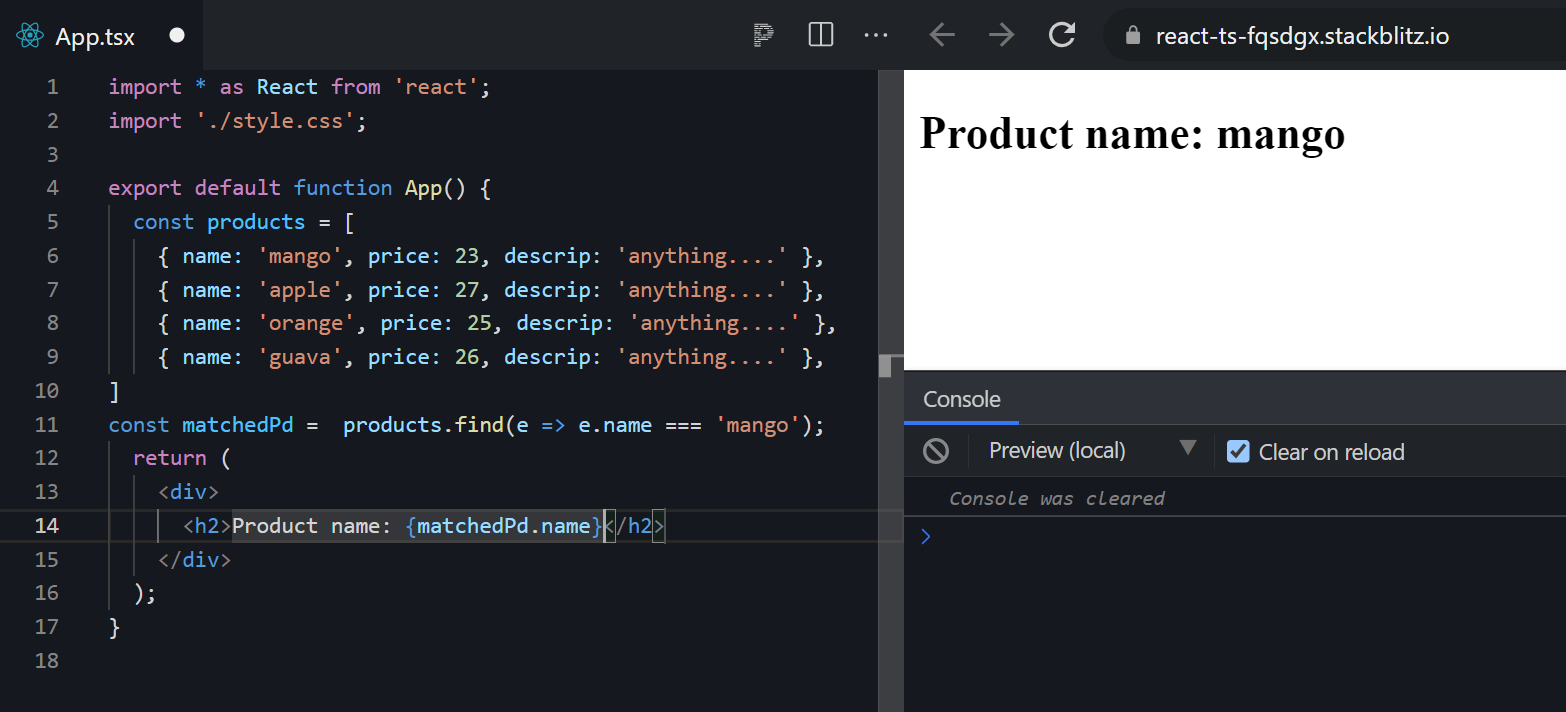 App.tsx
react-ts-fqsdgx.stackblitz.io
1 import * as React from 'react';
2 import './style.css';
3
4 export default function App() {
5 const products = [
6 { name: 'mango', price: 23, descrip: 'anything....' },
7 { name: 'apple', price: 27, descrip: 'anything....' },
8 { name: 'orange', price: 25, descrip: 'anything....' },
9 { name: 'guava', price: 26, descrip: 'anything....' },
10 ]
11 const matchedPd =  products.find(e => e.name === 'mango');
12 return (
13 <div>
14 <h2>Product name: {matchedPd.name}</h2>
15 </div>
16 );
17 }
18
Product name: mango
Console
Preview (local)
Clear on reload
Console was cleared